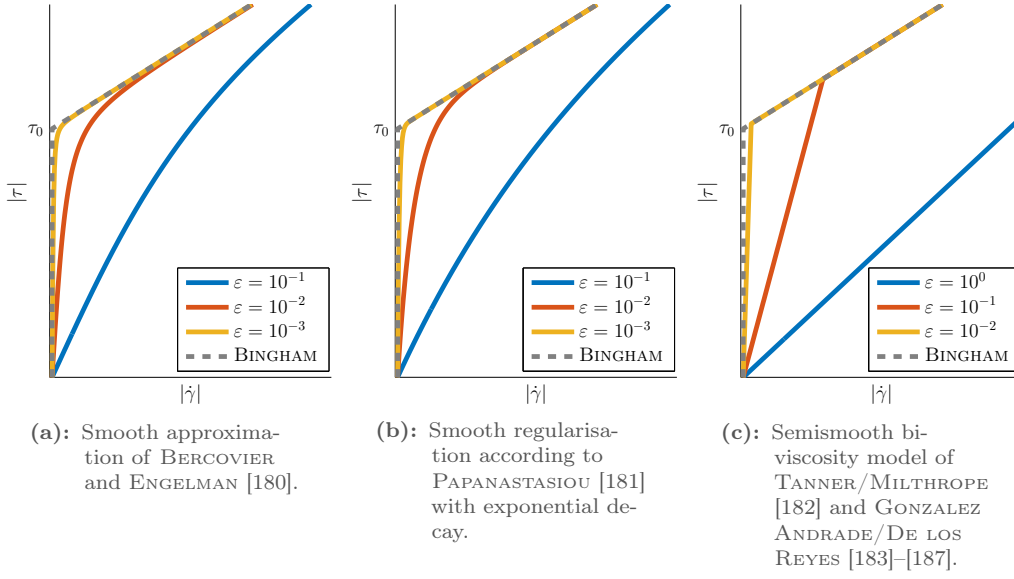 τ₀
|τ|
ε = 10⁻¹
ε = 10⁻²
ε = 10⁻³
BINGHAM
|γ̇|
(a): Smooth approxima-
tion of BERCOVIER
and ENGELMAN [180].
τ₀
|τ|
ε = 10⁻¹
ε = 10⁻²
ε = 10⁻³
BINGHAM
|γ̇|
(b): Smooth regularisa-
tion according to
PAPANASTASIOU [181]
with exponential de-
cay.
τ₀
|τ|
ε = 10⁰
ε = 10⁻¹
ε = 10⁻²
BINGHAM
|γ̇|
(c): Semismooth bi-
viscosity model of
TANNER/MILTHROPE
[182] and GONZALEZ
ANDRADE/DE LOS
REYES [183]–[187].